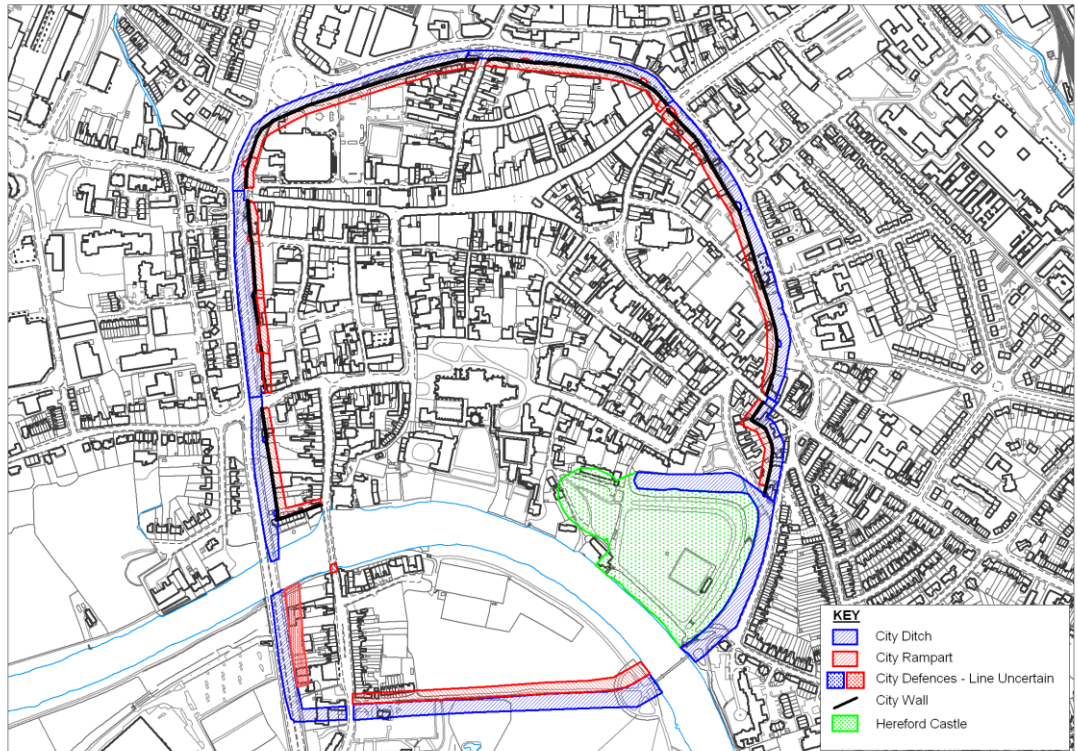 KEY
City Ditch
City Rampart
City Defences - Line Uncertain
City Wall
Hereford Castle